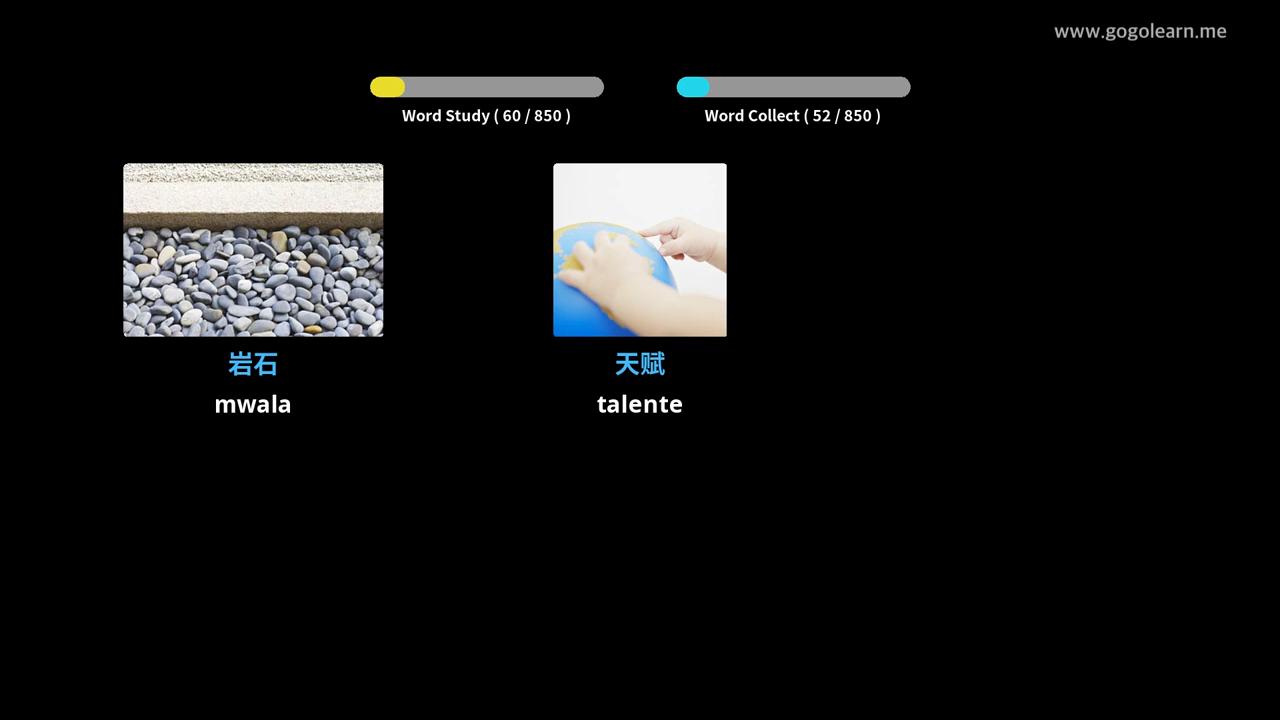 www.gogolearn.me
Word Study ( 60 / 850 )
Word Collect ( 52 / 850 )
岩石
mwala
天赋
talente